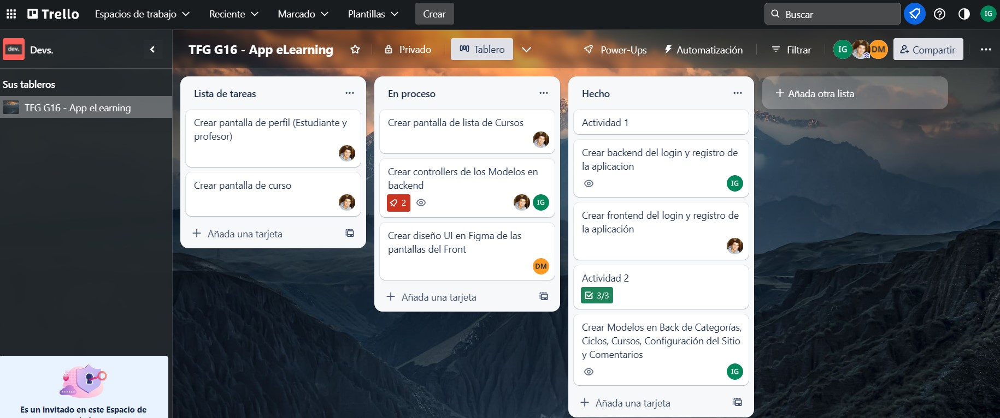 Trello
Espacios de trabajo
Reciente
Marcado
Plantillas
Crear
Buscar
IG
dev.
Devs.
TFG G16 - App eLearning
Privado
Tablero
Power-Ups
Automatización
Filtrar
IG
DM
Compartir
Sus tableros
TFG G16 - App eLearning
Lista de tareas
Crear pantalla de perfil (Estudiante y
profesor)
Crear pantalla de curso
Añada una tarjeta
En proceso
Crear pantalla de lista de Cursos
Crear controllers de los Modelos en
backend
2
IG
Crear diseño UI en Figma de las
pantallas del Front
DM
Añada una tarjeta
Hecho
Actividad 1
Crear backend del login y registro de
la aplicacion
IG
Crear frontend del login y registro de
la aplicación
Actividad 2
3/3
Crear Modelos en Back de Categorías,
Ciclos, Cursos, Configuración del Sitio
y Comentarios
IG
Añada una tarjeta
Añada otra lista
Es un invitado en este Espacio de